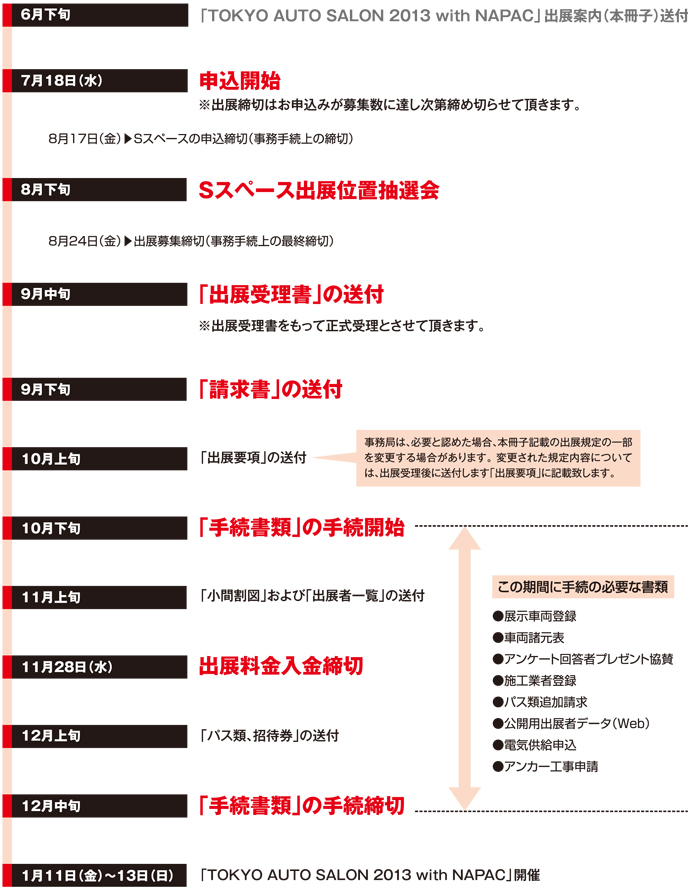 6月下旬 「TOKYO AUTO SALON 2013 with NAPAC」出展案内(本冊子)送付
7月18日(水) 申込開始
※出展締切はお申込みが募集数に達し次第締め切らせて頂きます。
8月17日(金)▶Sスペースの申込締切(事務手続上の締切)
8月下旬 Sスペース出展位置抽選会
8月24日(金)▶出展募集締切(事務手続上の最終締切)
9月中旬 「出展受理書」の送付
※出展受理書をもって正式受理とさせて頂きます。
9月下旬 「請求書」の送付
10月上旬 「出展要項」の送付
事務局は、必要と認めた場合、本冊子記載の出展規定の一部
を変更する場合があります。変更された規定内容について
は、出展受理後に送付します「出展要項」に記載致します。
10月下旬 「手続書類」の手続開始
この期間に手続の必要な書類
●展示車両登録
●車両諸元表
●アンケート回答者プレゼント協賛
●施工業者登録
●パス類追加請求
●公開用出展者データ(Web)
●電気供給申込
●アンカー工事申請
11月上旬 「小間割図」および「出展者一覧」の送付
11月28日(水) 出展料金入金締切
12月上旬 「パス類、招待券」の送付
12月中旬 「手続書類」の手続締切
1月11日(金)~13日(日) 「TOKYO AUTO SALON 2013 with NAPAC」開催